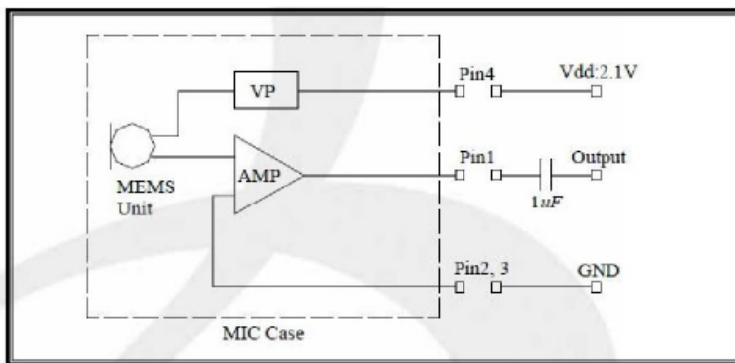 Pin4 Vdd:2.1V
VP
Pin1 Output
AMP
MEMS
Unit
1uF
Pin2, 3 GND
MIC Case